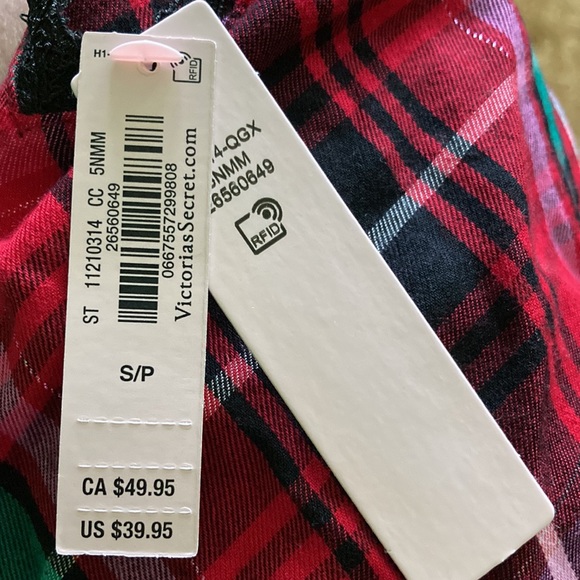 H1-
RFID
ST 11210314 CC 5NMM
26560649
0667557299808
VictoriasSecret.com
S/P
CA $49.95
US $39.95
14-QGX
5NMM
26560649
RFID